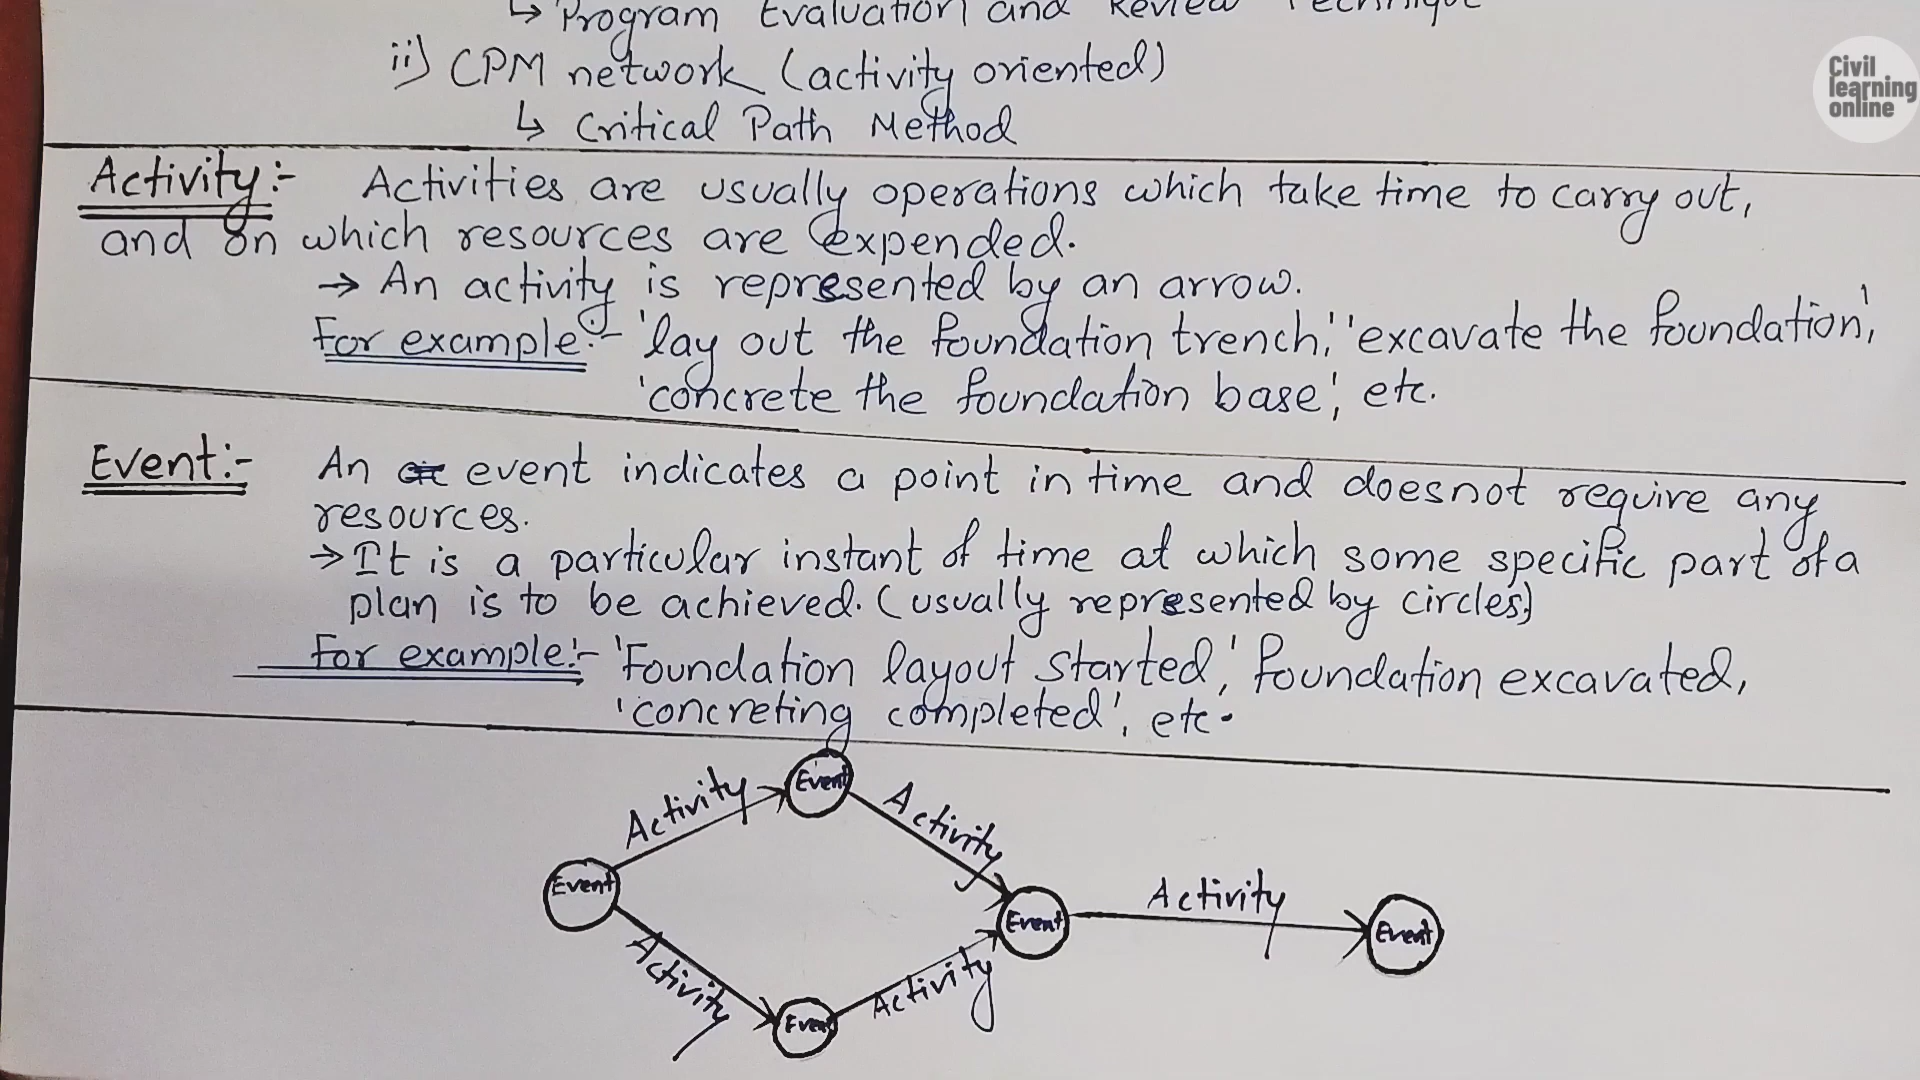 ↳ Program Evaluation and Review Technique
ii) CPM network (activity oriented)
↳ Critical Path Method
Civil
learning
online
Activity:- Activities are usually operations which take time to carry out,
and on which resources are expended.
→ An activity is represented by an arrow.
For example:- 'lay out the foundation trench', 'excavate the foundation',
'concrete the foundation base', etc.
Event:- An event indicates a point in time and doesnot require any
resources.
→ It is a particular instant of time at which some specific part of a
plan is to be achieved. (usually represented by circles)
For example:- 'Foundation layout started', foundation excavated,
'concreting completed', etc.
Activity
Event
Activity
Event
Activity
Event
Activity
Event
Activity
Event
Activity